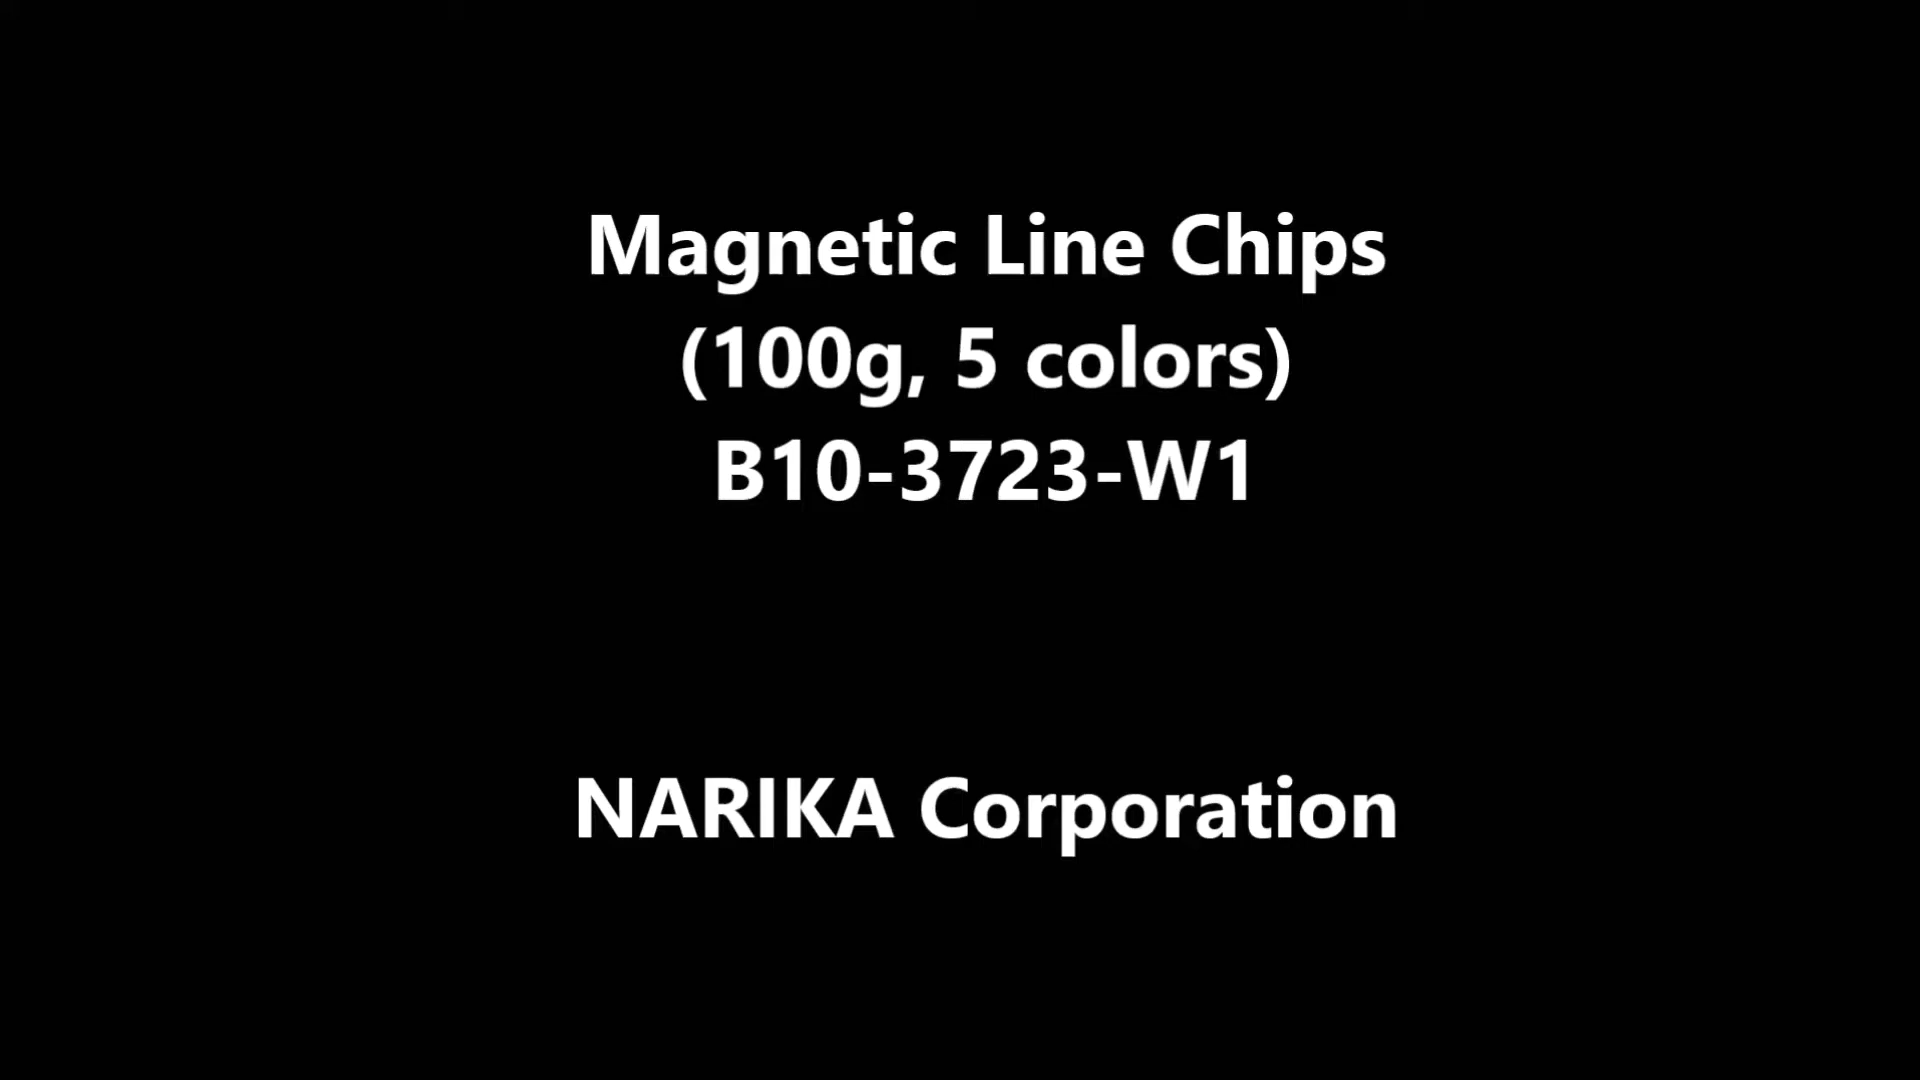 Magnetic Line Chips
(100g, 5 colors)
B10-3723-W1
NARIKA Corporation